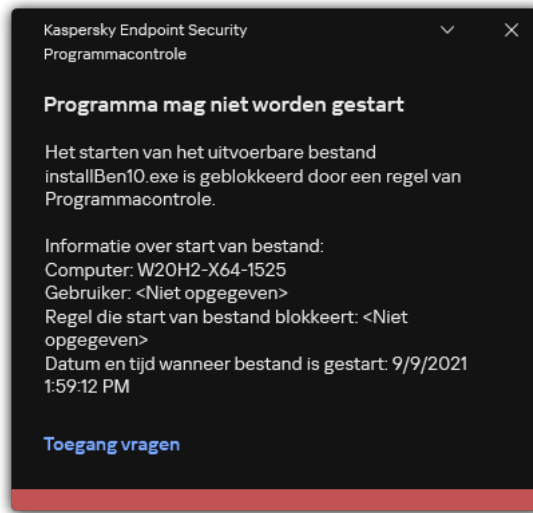 Kaspersky Endpoint Security
Programmacontrole
Programma mag niet worden gestart
Het starten van het uitvoerbare bestand
installBen10.exe is geblokkeerd door een regel van
Programmacontrole.
Informatie over start van bestand:
Computer: W20H2-X64-1525
Gebruiker: <Niet opgegeven>
Regel die start van bestand blokkeert: <Niet
opgegeven>
Datum en tijd wanneer bestand is gestart: 9/9/2021
1:59:12 PM
Toegang vragen